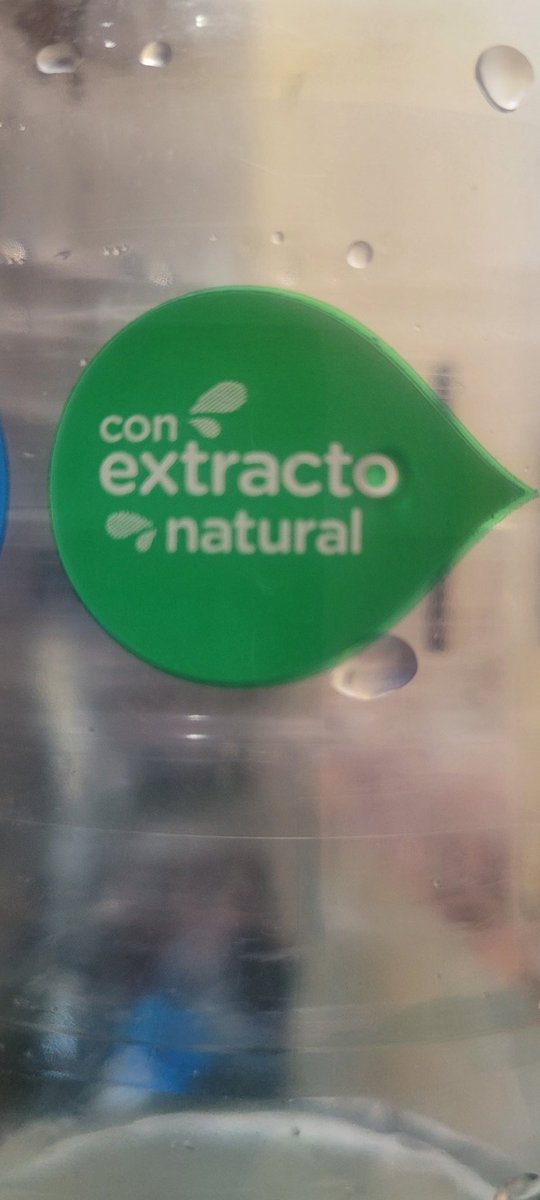 con
extracto
natural